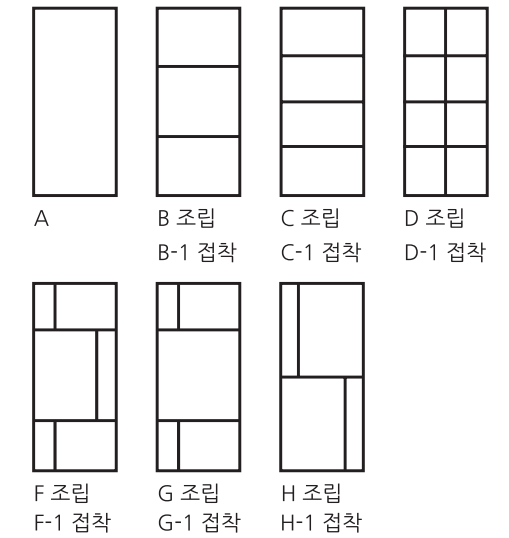 A
B 조립
B-1 접착
C 조립
C-1 접착
D 조립
D-1 접착
F 조립
F-1 접착
G 조립
G-1 접착
H 조립
H-1 접착